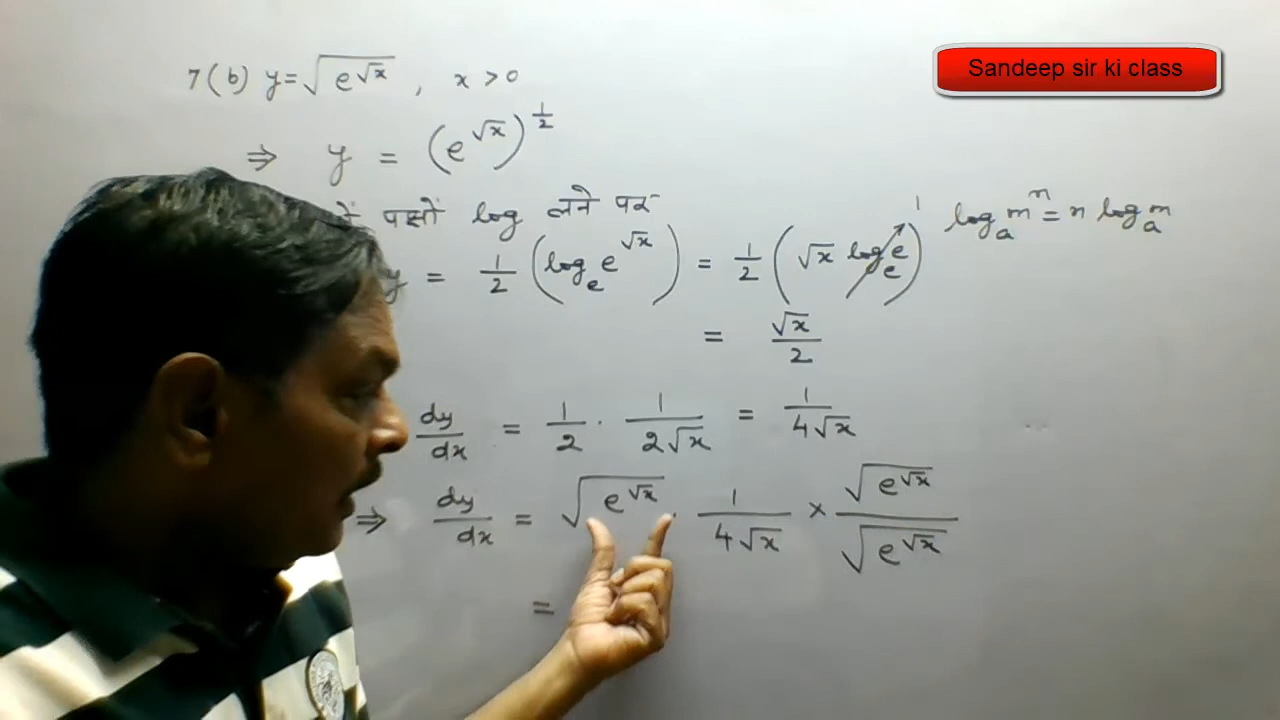 Sandeep sir ki class
7(b) y = √(e^√x) , x > 0
⇒ y = (e^√x)^1/2
पक्षों log लेने पर
log_a m^n = n log_a m
y = 1/2 (log_e e^√x) = 1/2 (√x log_e e) 1
= √x/2
dy/dx = 1/2 · 1/2√x = 1/4√x
⇒ dy/dx = √(e^√x) · 1/4√x × √(e^√x)/√(e^√x)
=